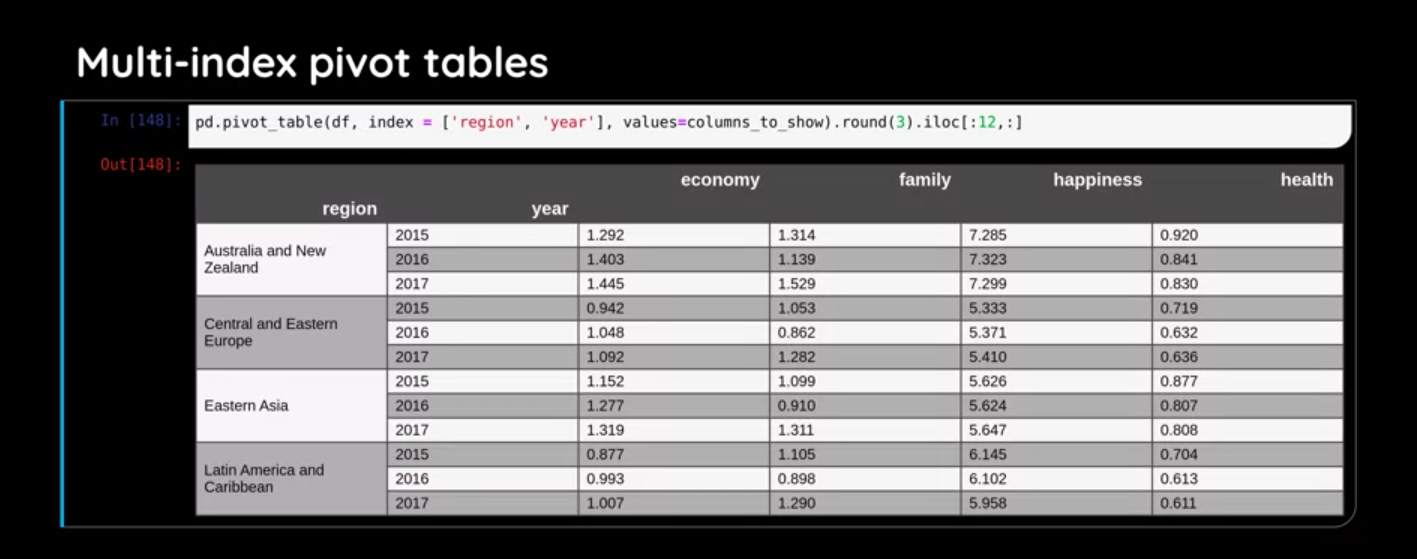 Multi-index pivot tables
In [148]: pd.pivot_table(df, index = ['region', 'year'], values=columns_to_show).round(3).iloc[:12,:]
Out[148]:
economy family happiness health
region year
Australia and New Zealand 2015 1.292 1.314 7.285 0.920
2016 1.403 1.139 7.323 0.841
2017 1.445 1.529 7.299 0.830
Central and Eastern Europe 2015 0.942 1.053 5.333 0.719
2016 1.048 0.862 5.371 0.632
2017 1.092 1.282 5.410 0.636
Eastern Asia 2015 1.152 1.099 5.626 0.877
2016 1.277 0.910 5.624 0.807
2017 1.319 1.311 5.647 0.808
Latin America and Caribbean 2015 0.877 1.105 6.145 0.704
2016 0.993 0.898 6.102 0.613
2017 1.007 1.290 5.958 0.611